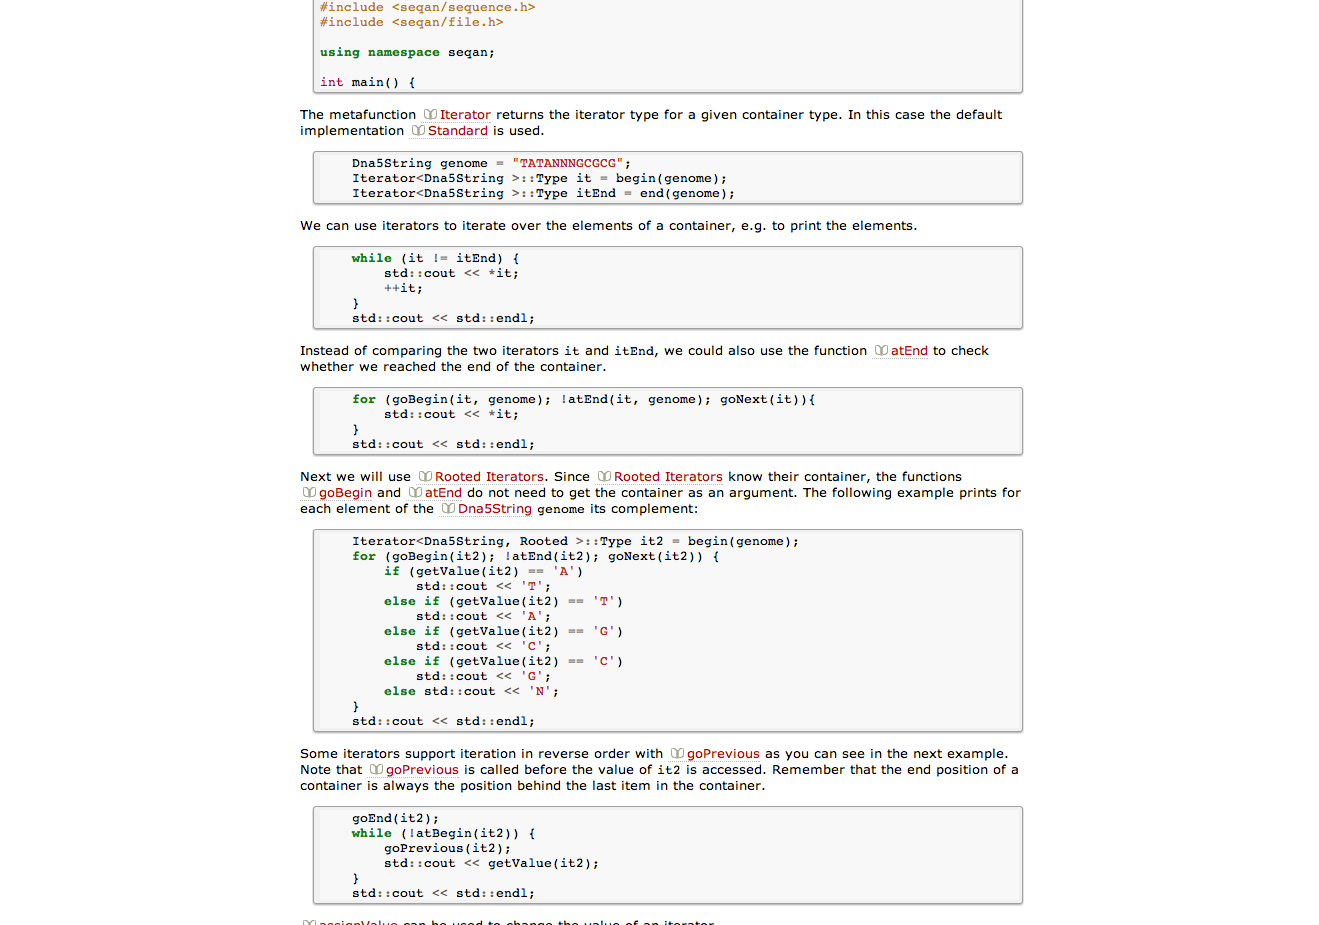 #include <seqan/sequence.h>
#include <seqan/file.h>
using namespace seqan;
int main() {
The metafunction Iterator returns the iterator type for a given container type. In this case the default
implementation Standard is used.
Dna5String genome = "TATANNNGCGCG";
Iterator<Dna5String >::Type it = begin(genome);
Iterator<Dna5String >::Type itEnd = end(genome);
We can use iterators to iterate over the elements of a container, e.g. to print the elements.
while (it != itEnd) {
std::cout << *it;
++it;
}
std::cout << std::endl;
Instead of comparing the two iterators it and itEnd, we could also use the function atEnd to check
whether we reached the end of the container.
for (goBegin(it, genome); !atEnd(it, genome); goNext(it)){
std::cout << *it;
}
std::cout << std::endl;
Next we will use Rooted Iterators. Since Rooted Iterators know their container, the functions
goBegin and atEnd do not need to get the container as an argument. The following example prints for
each element of the Dna5String genome its complement:
Iterator<Dna5String, Rooted >::Type it2 = begin(genome);
for (goBegin(it2); !atEnd(it2); goNext(it2)) {
if (getValue(it2) == 'A')
std::cout << 'T';
else if (getValue(it2) == 'T')
std::cout << 'A';
else if (getValue(it2) == 'G')
std::cout << 'C';
else if (getValue(it2) == 'C')
std::cout << 'G';
else std::cout << 'N';
}
std::cout << std::endl;
Some iterators support iteration in reverse order with goPrevious as you can see in the next example.
Note that goPrevious is called before the value of it2 is accessed. Remember that the end position of a
container is always the position behind the last item in the container.
goEnd(it2);
while (!atBegin(it2)) {
goPrevious(it2);
std::cout << getValue(it2);
}
std::cout << std::endl;
assignValue can be used to change the value of an iterator.